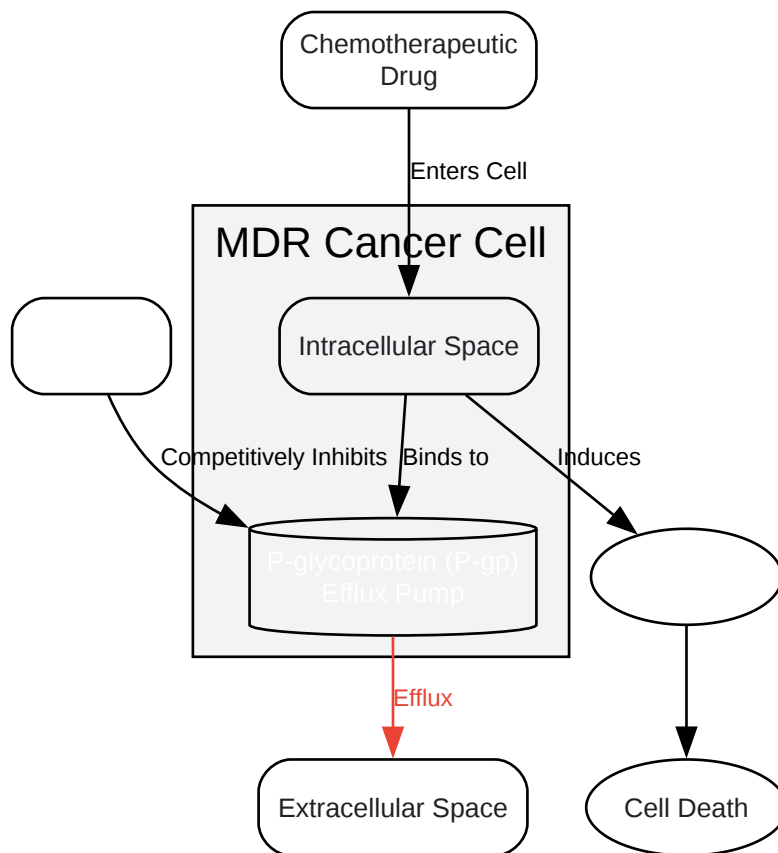 Chemotherapeutic
Drug
Enters Cell
MDR Cancer Cell
Intracellular Space
Competitively Inhibits
Binds to
Induces
P-glycoprotein (P-gp)
Efflux Pump
Efflux
Extracellular Space
Cell Death